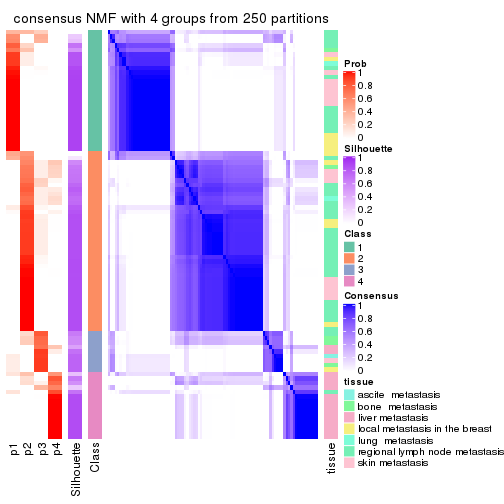 consensus NMF with 4 groups from 250 partitions
Prob
1
0.8
0.6
0.4
0.2
0
Silhouette
1
0.8
0.6
0.4
0.2
0
Class
1
2
3
4
Consensus
1
0.8
0.6
0.4
0.2
0
tissue
ascite metastasis
bone metastasis
liver metastasis
local metastasis in the breast
lung metastasis
regional lymph node metastasis
skin metastasis
p1
p2
p3
p4
Silhouette
Class
tissue